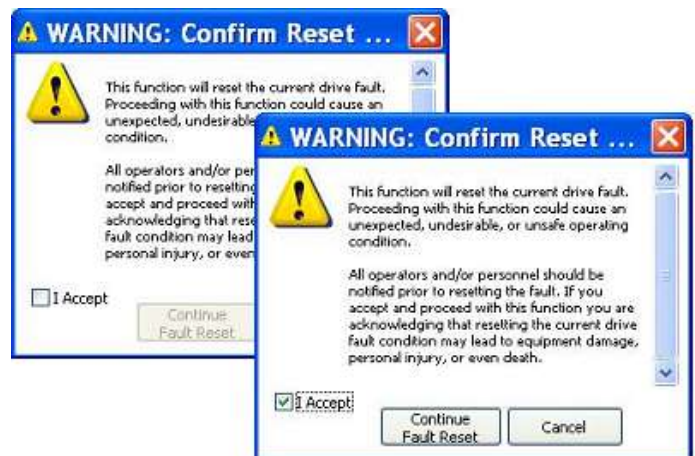 WARNING: Confirm Reset ...
This function will reset the current drive fault.
Proceeding with this function could cause an
unexpected, undesirable
condition.
All operators and/or per
notified prior to resetting
accept and proceed with
acknowledging that rese
fault condition may lead
personal injury, or even
I Accept
Continue
Fault Reset
WARNING: Confirm Reset ...
This function will reset the current drive fault.
Proceeding with this function could cause an
unexpected, undesirable, or unsafe operating
condition.
All operators and/or personnel should be
notified prior to resetting the fault. If you
accept and proceed with this function you are
acknowledging that resetting the current drive
fault condition may lead to equipment damage,
personal injury, or even death.
I Accept
Continue
Fault Reset
Cancel